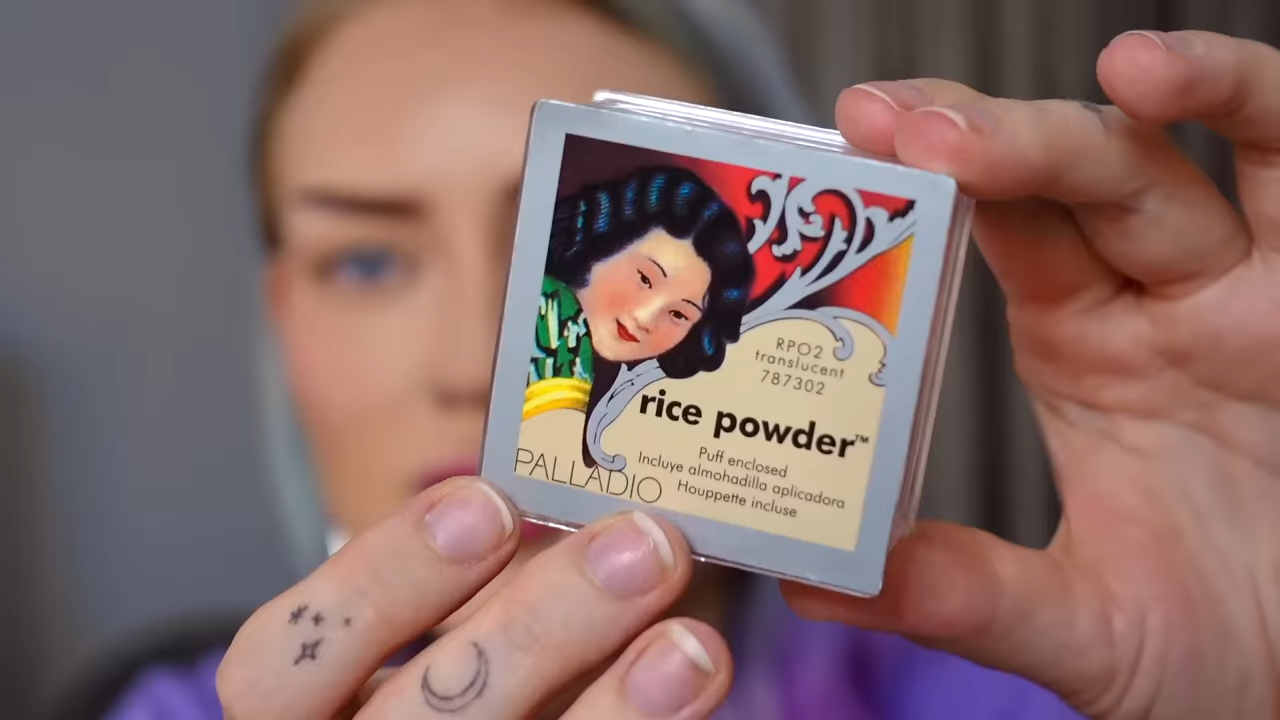 RPO2
translucent
787302
rice powder™
Puff enclosed
Incluye almohadilla aplicadora
Houppette incluse
PALLADIO